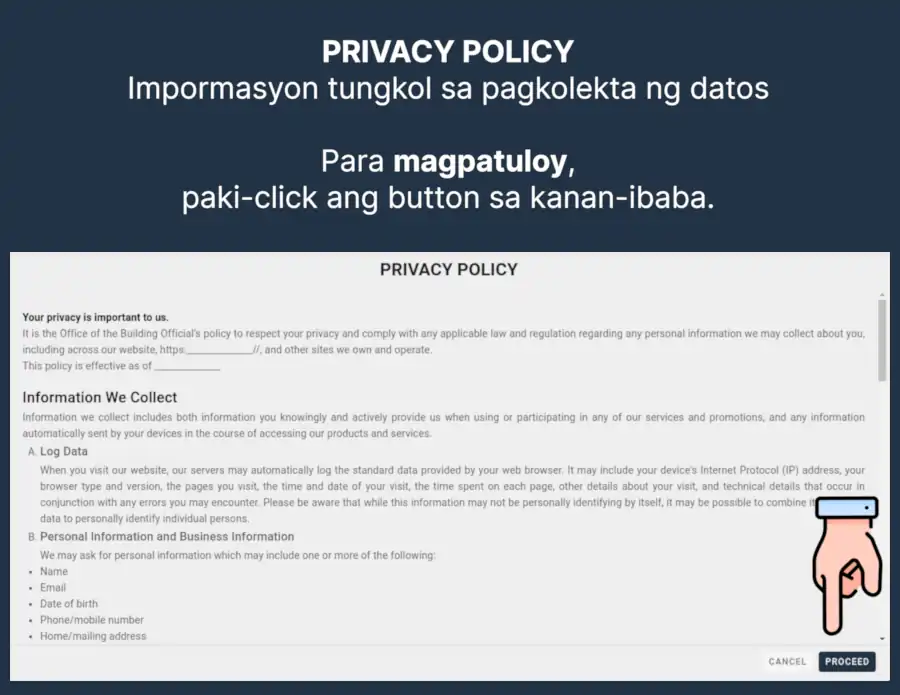 PRIVACY POLICY
Impormasyon tungkol sa pagkolekta ng datos
Para magpatuloy,
paki-click ang button sa kanan-ibaba.
PRIVACY POLICY
Your privacy is important to us.
It is the Office of the Building Official's policy to respect your privacy and comply with any applicable law and regulation regarding any personal information we may collect about you,
including across our website, https:____________//, and other sites we own and operate.
This policy is effective as of ____________
Information We Collect
Information we collect includes both information you knowingly and actively provide us when using or participating in any of our services and promotions, and any information
automatically sent by your devices in the course of accessing our products and services.
A. Log Data
When you visit our website, our servers may automatically log the standard data provided by your web browser. It may include your device's Internet Protocol (IP) address, your
browser type and version, the pages you visit, the time and date of your visit, the time spent on each page, other details about your visit, and technical details that occur in
conjunction with any errors you may encounter. Please be aware that while this information may not be personally identifying by itself, it may be possible to combine
data to personally identify individual persons.
B. Personal Information and Business Information
We may ask for personal information which may include one or more of the following:
• Name
• Email
• Date of birth
• Phone/mobile number
• Home/mailing address
CANCEL PROCEED